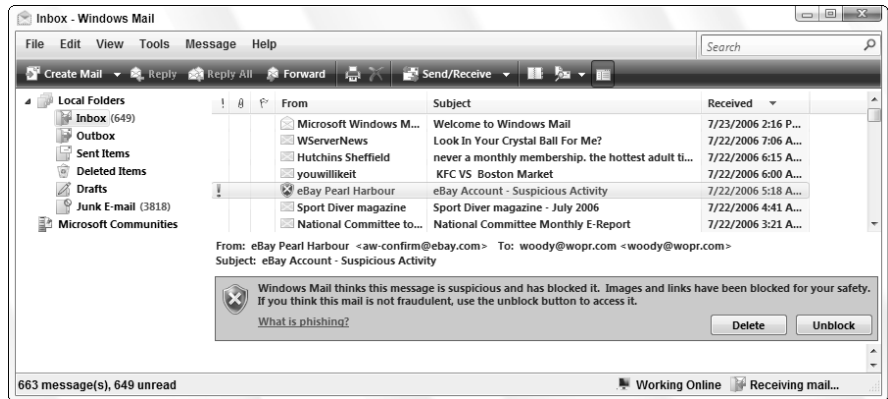 Inbox - Windows Mail
File Edit View Tools Message Help
Search
Create Mail Reply Reply All Forward Send/Receive
Local Folders
Inbox (649)
Outbox
Sent Items
Deleted Items
Drafts
Junk E-mail (3818)
Microsoft Communities
! From Subject Received
Microsoft Windows M... Welcome to Windows Mail 7/23/2006 2:16 P...
WServerNews Look In Your Crystal Ball For Me? 7/22/2006 7:06 A...
Hutchins Sheffield never a monthly membership. the hottest adult ti... 7/22/2006 6:15 A...
youwillikeit KFC VS Boston Market 7/22/2006 6:00 A...
! eBay Pearl Harbour eBay Account - Suspicious Activity 7/22/2006 5:18 A...
Sport Diver magazine Sport Diver magazine - July 2006 7/22/2006 4:41 A...
National Committee to... National Committee Monthly E-Report 7/22/2006 3:21 A...
From: eBay Pearl Harbour <aw-confirm@ebay.com> To: woody@wopr.com <woody@wopr.com>
Subject: eBay Account - Suspicious Activity
Windows Mail thinks this message is suspicious and has blocked it. Images and links have been blocked for your safety.
If you think this mail is not fraudulent, use the unblock button to access it.
What is phishing?
Delete Unblock
663 message(s), 649 unread
Working Online Receiving mail...